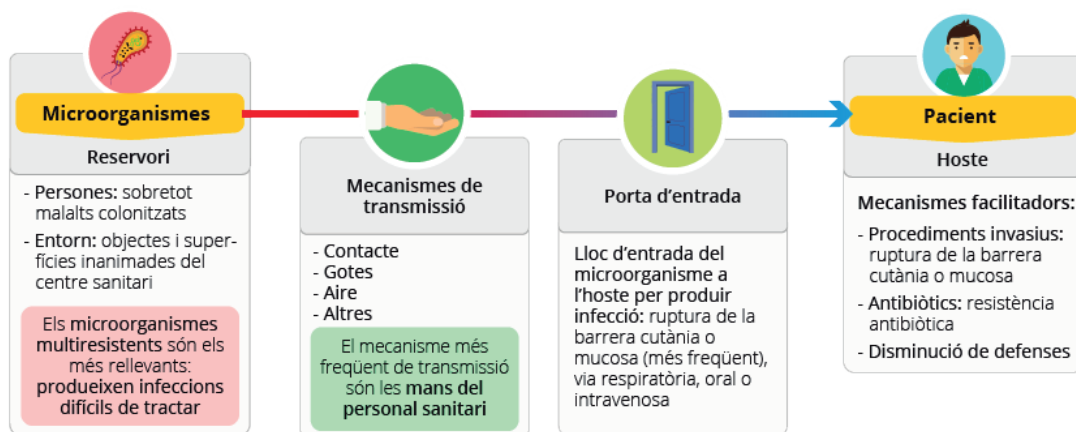 Microorganismes
Reservori
- Persones: sobretot
malalts colonitzats
- Entorn: objectes i super-
fícies inanimades del
centre sanitari
Els microorganismes
multiresistents són els
més rellevants:
produeixen infeccions
difícils de tractar
Mecanismes de
transmissió
- Contacte
- Gotes
- Aire
- Altres
El mecanisme més
freqüent de transmissió
són les mans del
personal sanitari
Porta d'entrada
Lloc d'entrada del
microorganisme a
l'hoste per produir
infecció: ruptura de la
barrera cutània o
mucosa (més freqüent),
via respiratòria, oral o
intravenosa
Pacient
Hoste
Mecanismes facilitadors:
- Procediments invasius:
ruptura de la barrera
cutània o mucosa
- Antibiòtics: resistència
antibiòtica
- Disminució de defenses